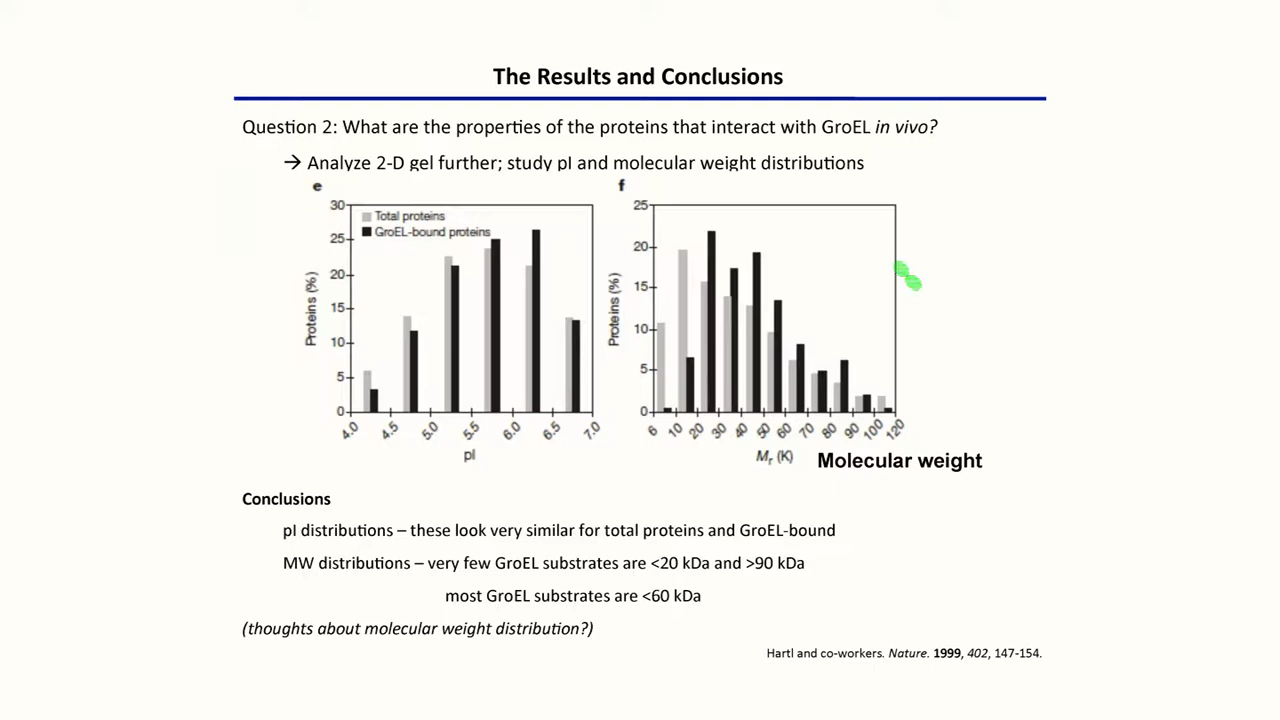 The Results and Conclusions
Question 2: What are the properties of the proteins that interact with GroEL in vivo?
→ Analyze 2-D gel further; study pI and molecular weight distributions
e
30
25
20
15
10
5
0
Proteins (%)
Total proteins
GroEL-bound proteins
4.0 4.5 5.0 5.5 6.0 6.5 7.0
pI
f
25
20
15
10
5
0
Proteins (%)
6 10 20 30 40 50 60 70 80 90 100 120
Mr (K)
Molecular weight
Conclusions
pI distributions – these look very similar for total proteins and GroEL-bound
MW distributions – very few GroEL substrates are <20 kDa and >90 kDa
most GroEL substrates are <60 kDa
(thoughts about molecular weight distribution?)
Hartl and co-workers. Nature. 1999, 402, 147-154.